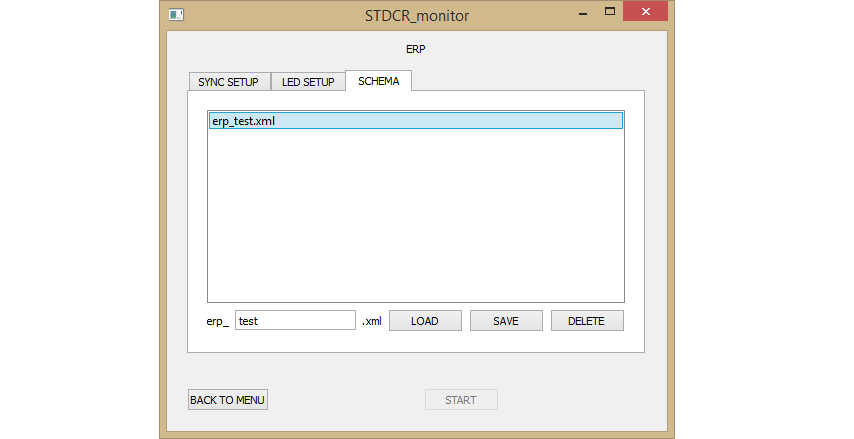 STDCR_monitor
ERP
SYNC SETUP LED SETUP SCHEMA
erp_test.xml
erp_ test .xml LOAD SAVE DELETE
BACK TO MENU START